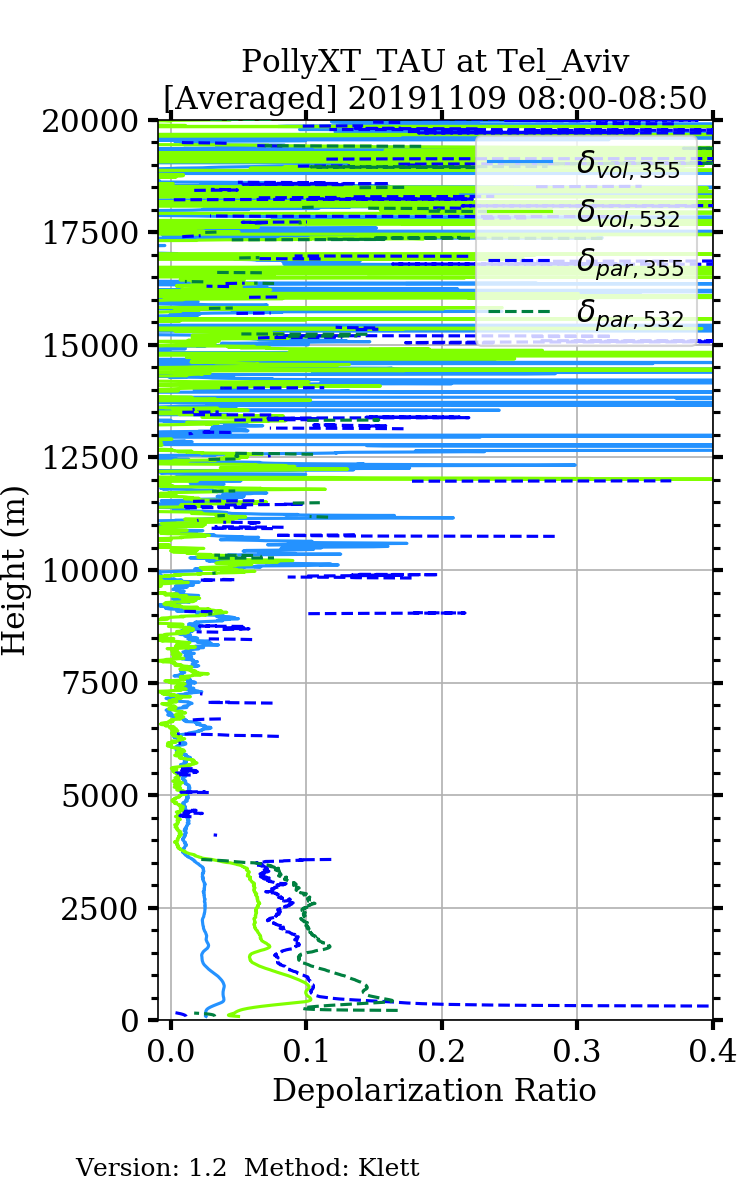 PollyXT_TAU at Tel_Aviv
[Averaged] 20191109 08:00-08:50
20000
17500
15000
12500
10000
7500
5000
2500
0
Height (m)
δvol, 355
δvol, 532
δpar, 355
δpar, 532
0.0 0.1 0.2 0.3 0.4
Depolarization Ratio
Version: 1.2 Method: Klett